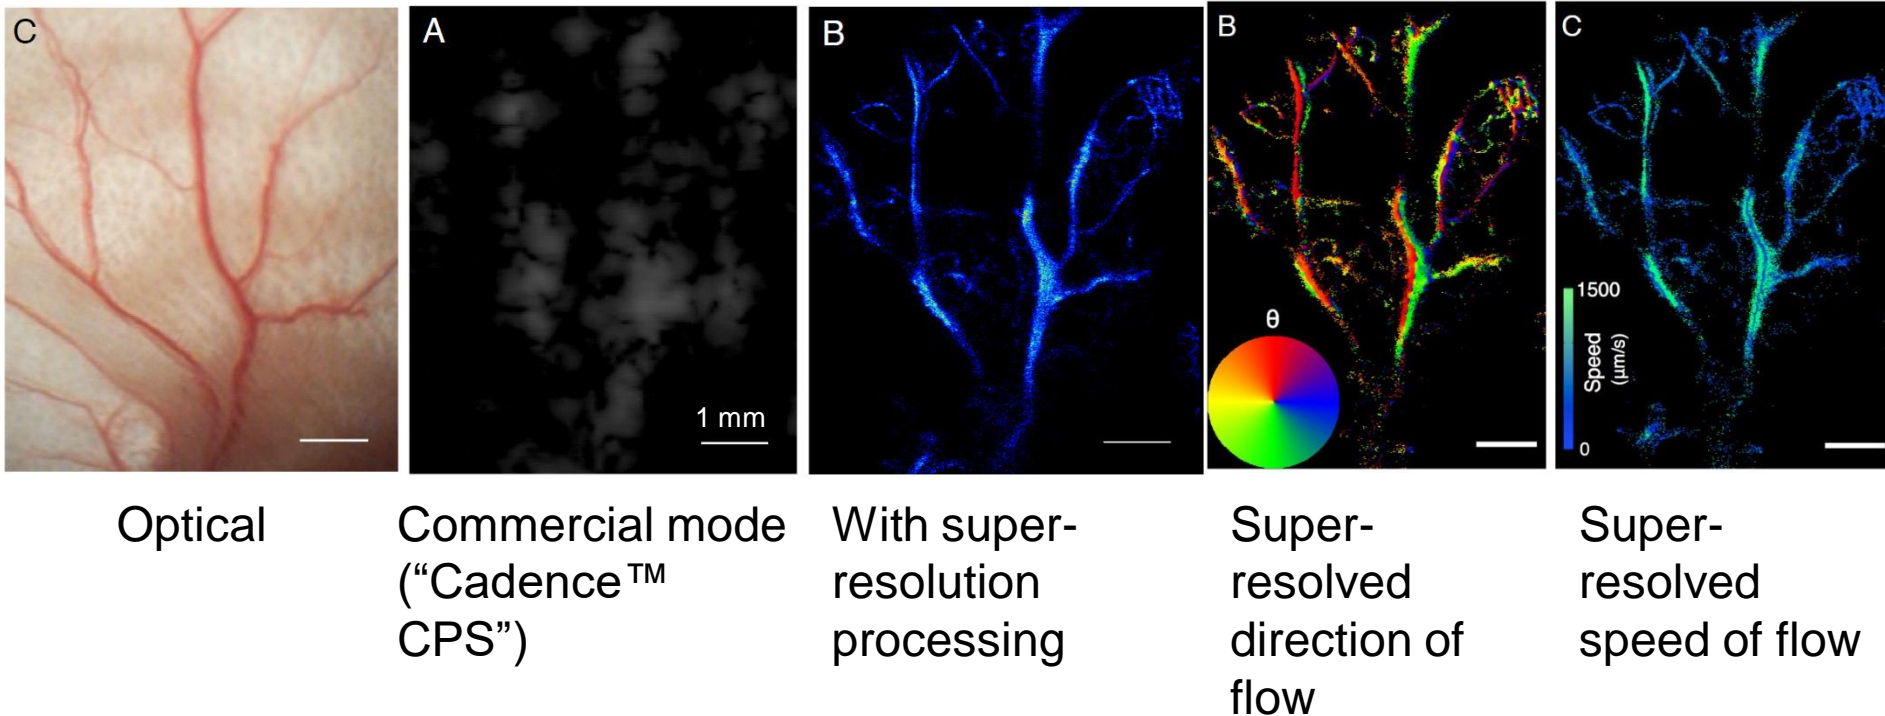 C
A
1 mm
B
B
θ
C
1500
Speed
(μm/s)
0
Optical
Commercial mode
(“Cadence™
CPS”)
With super-
resolution
processing
Super-
resolved
direction of
flow
Super-
resolved
speed of flow